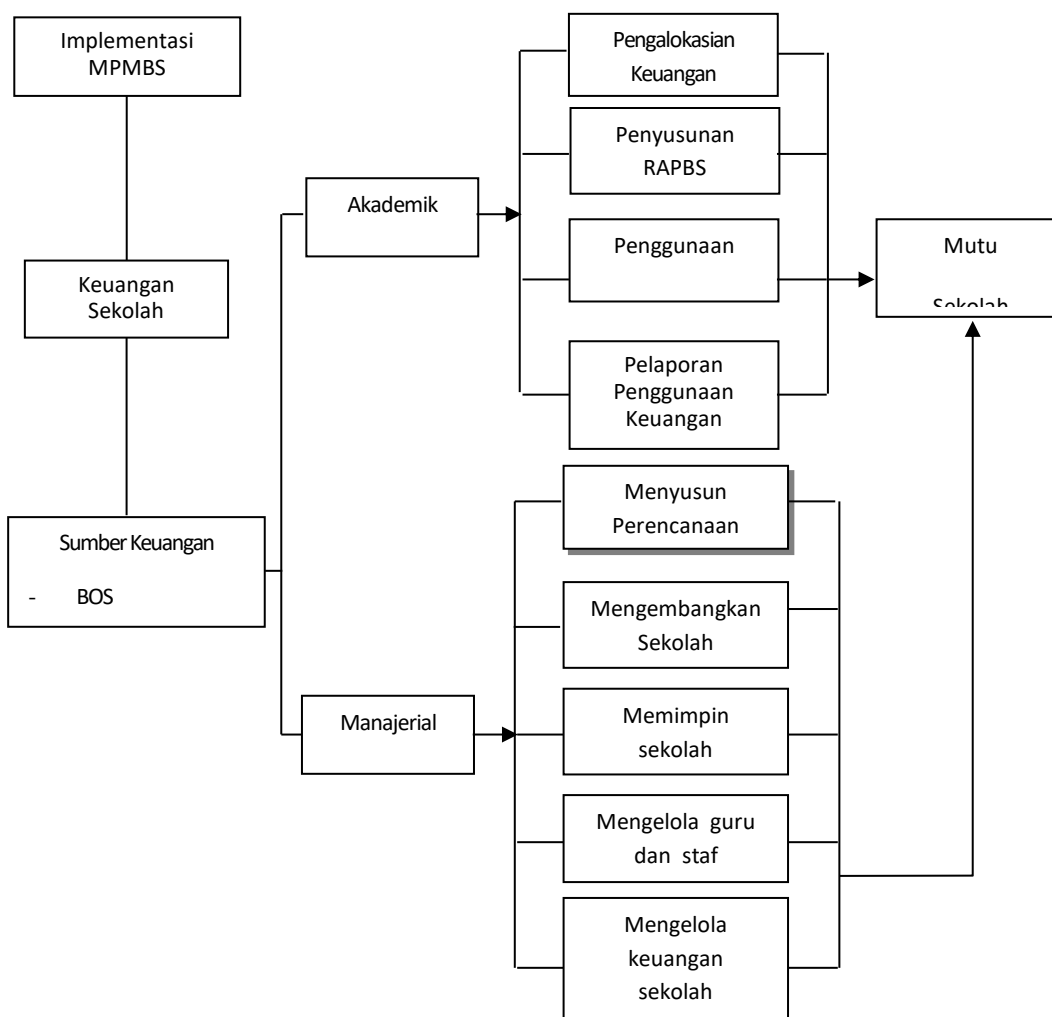 Implementasi
MPMBS
Keuangan
Sekolah
Sumber Keuangan
- BOS
Akademik
Manajerial
Pengalokasian
Keuangan
Penyusunan
RAPBS
Penggunaan
Pelaporan
Penggunaan
Keuangan
Menyusun
Perencanaan
Mengembangkan
Sekolah
Memimpin
sekolah
Mengelola guru
dan staf
Mengelola
keuangan
sekolah
Mutu
Sekolah